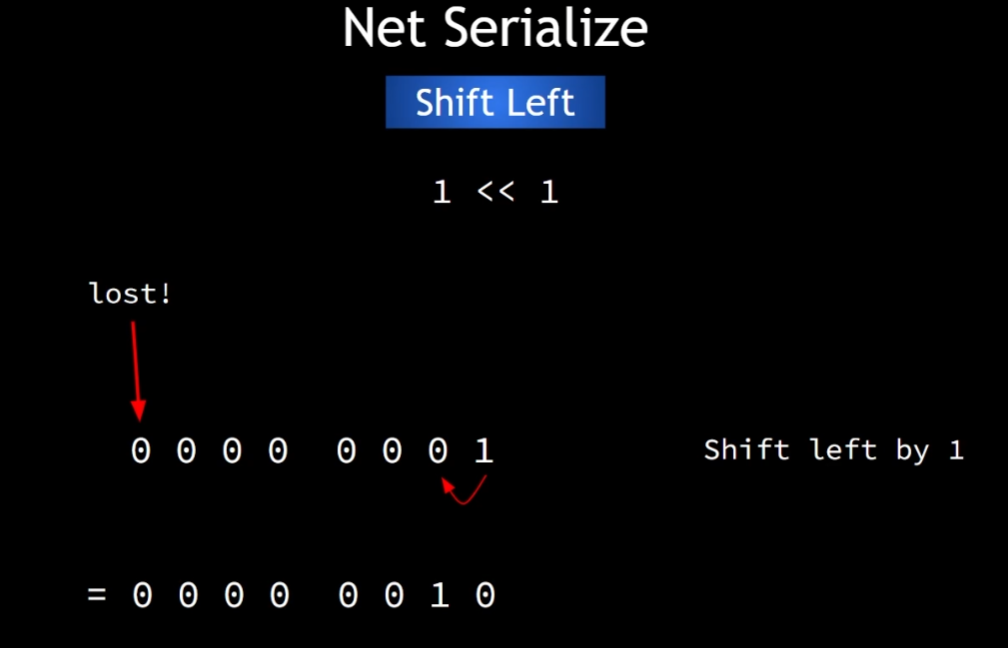 Net Serialize
Shift Left
1 << 1
lost!
0 0 0 0 0 0 0 1 Shift left by 1
= 0 0 0 0 0 0 1 0